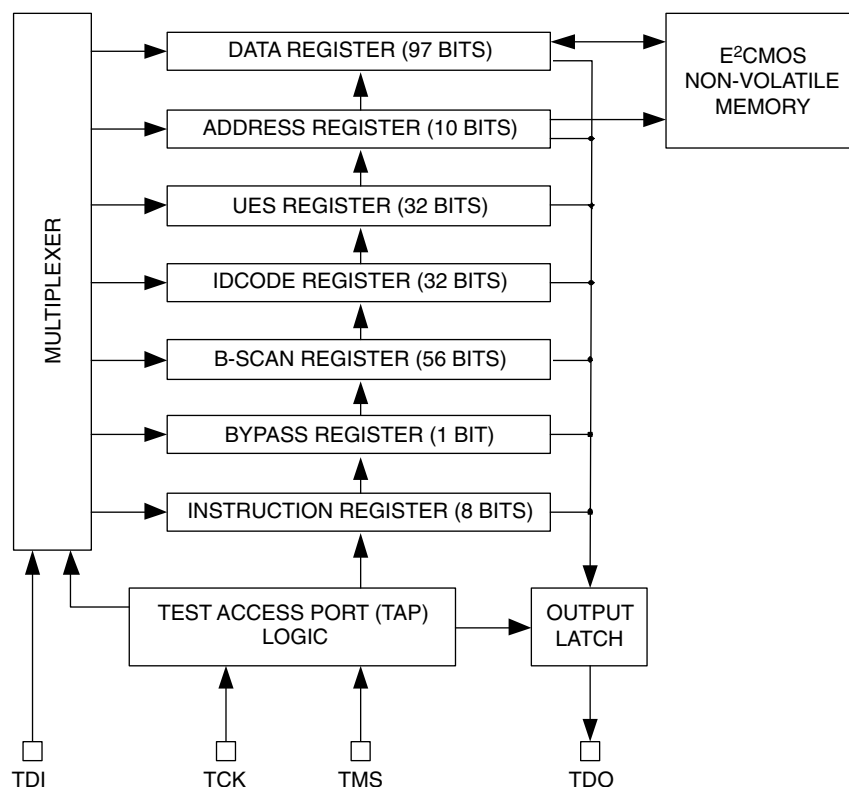 DATA REGISTER (97 BITS)
E²CMOS
NON-VOLATILE
MEMORY
ADDRESS REGISTER (10 BITS)
UES REGISTER (32 BITS)
MULTIPLEXER
IDCODE REGISTER (32 BITS)
B-SCAN REGISTER (56 BITS)
BYPASS REGISTER (1 BIT)
INSTRUCTION REGISTER (8 BITS)
TEST ACCESS PORT (TAP)
LOGIC
OUTPUT
LATCH
TDI
TCK
TMS
TDO